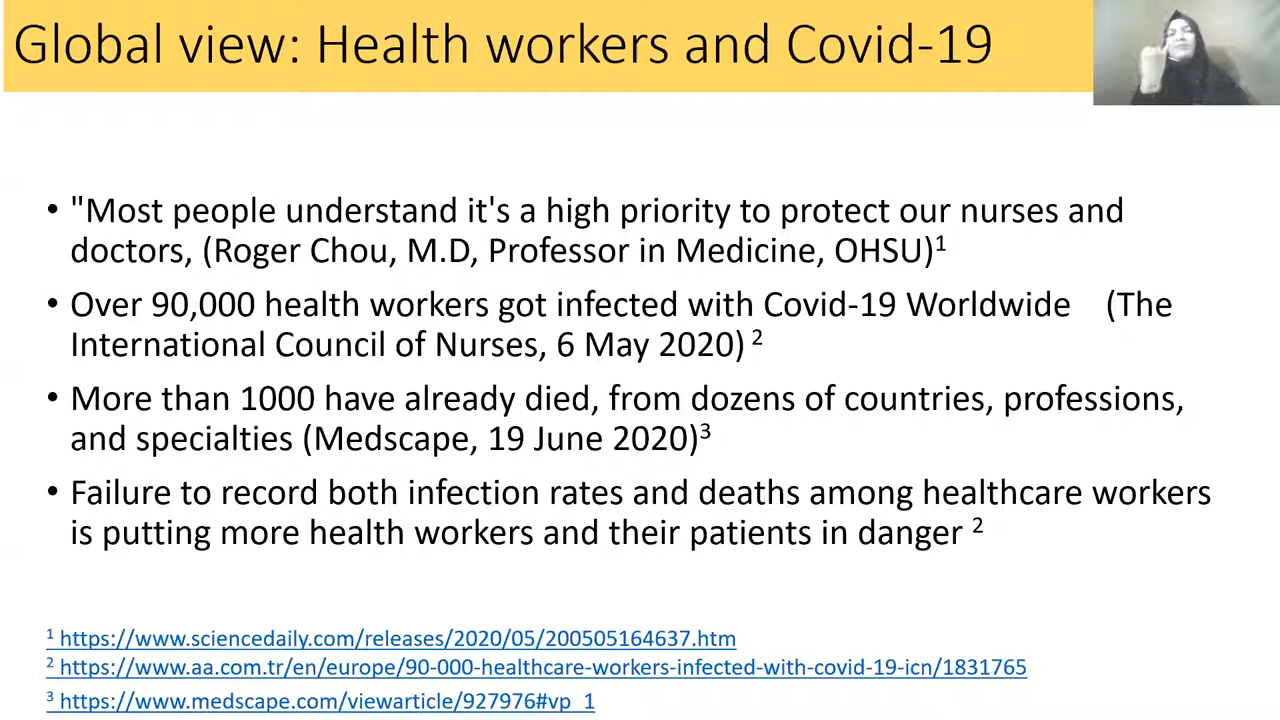 Global view: Health workers and Covid-19
• "Most people understand it's a high priority to protect our nurses and
doctors, (Roger Chou, M.D, Professor in Medicine, OHSU)¹
• Over 90,000 health workers got infected with Covid-19 Worldwide (The
International Council of Nurses, 6 May 2020) ²
• More than 1000 have already died, from dozens of countries, professions,
and specialties (Medscape, 19 June 2020)³
• Failure to record both infection rates and deaths among healthcare workers
is putting more health workers and their patients in danger ²
¹ https://www.sciencedaily.com/releases/2020/05/200505164637.htm
² https://www.aa.com.tr/en/europe/90-000-healthcare-workers-infected-with-covid-19-icn/1831765
³ https://www.medscape.com/viewarticle/927976#vp_1